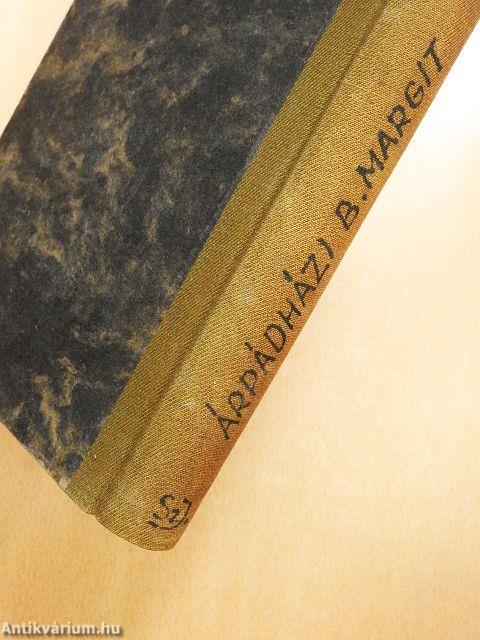 ÁRPÁDHÁZI B. MARGIT
Antikvárium.hu